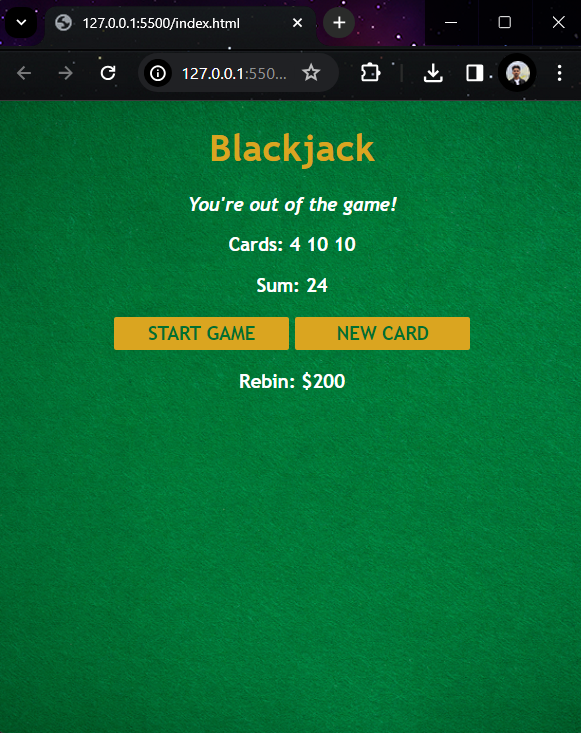 127.0.0.1:5500/index.html
127.0.0.1:550...
Blackjack
You're out of the game!
Cards: 4 10 10
Sum: 24
START GAME NEW CARD
Rebin: $200